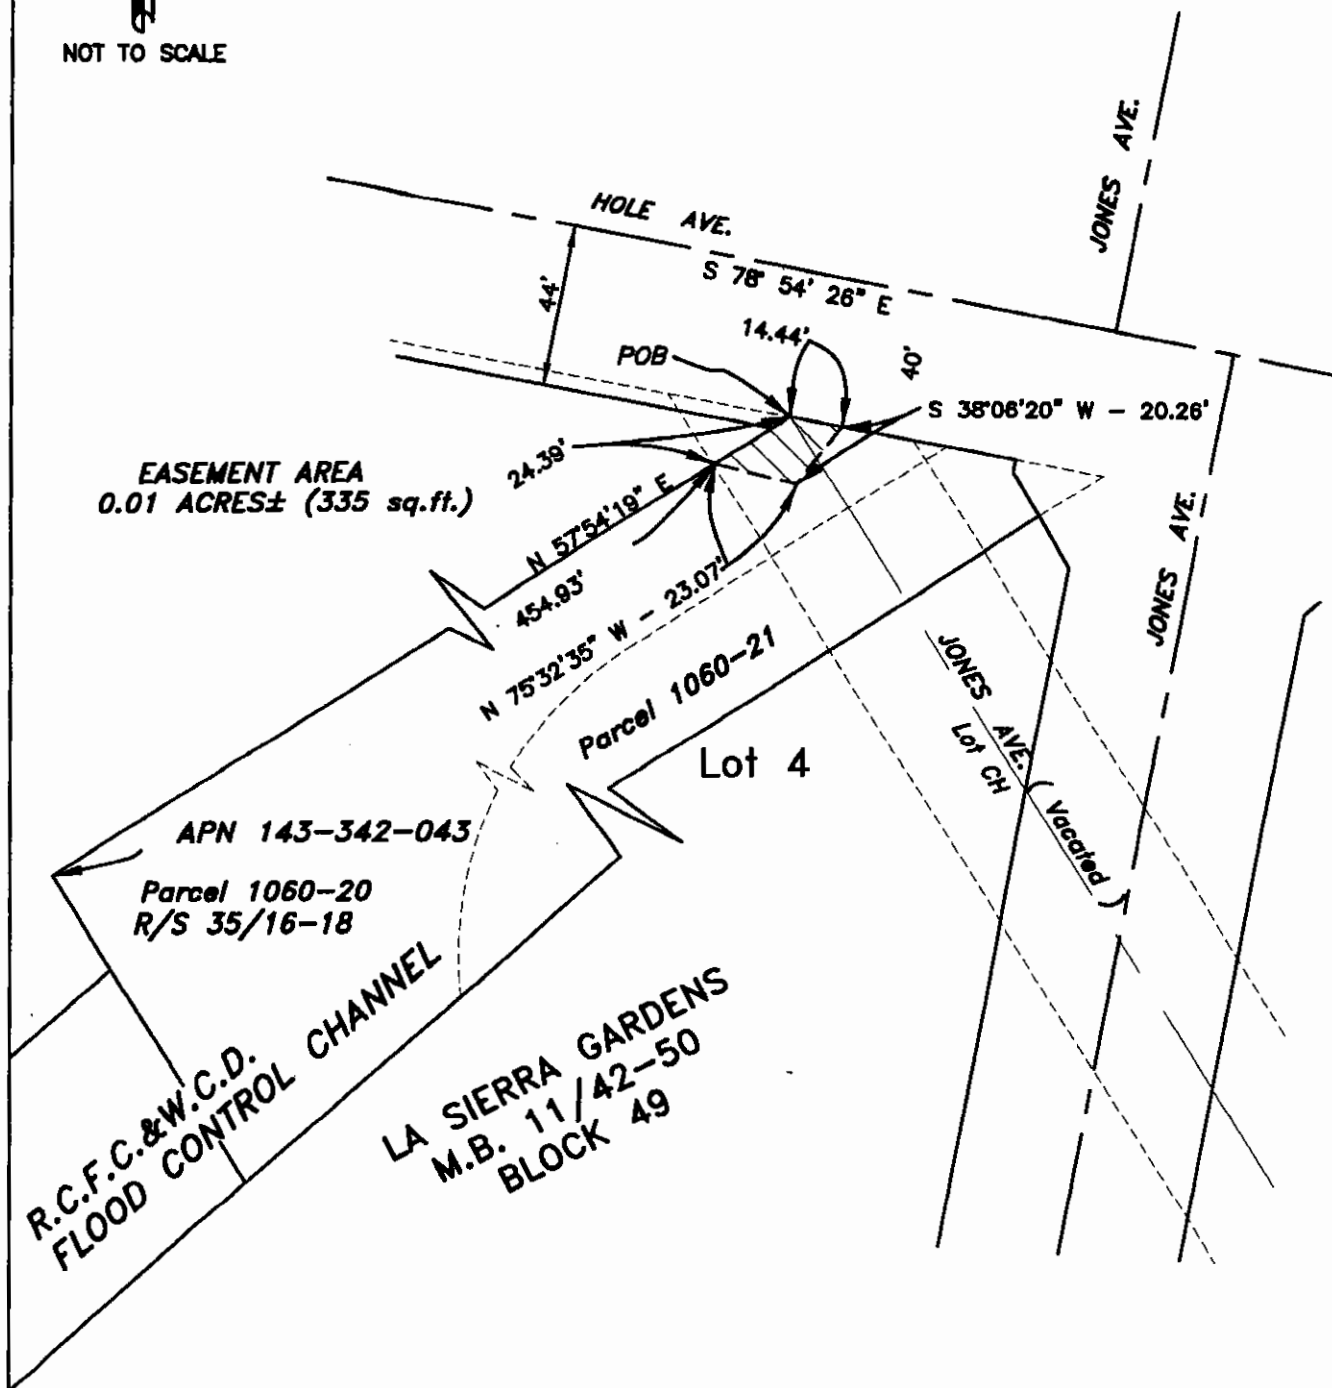 NOT TO SCALE
JONES AVE.
HOLE AVE.
S 78° 54' 26" E
44'
14.44'
40'
POB
S 38°06'20" W - 20.26'
EASEMENT AREA
0.01 ACRES± (335 sq.ft.)
24.39'
N 57°54'19" E
454.93'
N 75°32'35" W - 23.07'
JONES AVE.
Parcel 1060-21
Lot 4
JONES AVE. ( Vacated )
Lot CH
APN 143-342-043
Parcel 1060-20
R/S 35/16-18
R.C.F.C.&W.C.D.
FLOOD CONTROL CHANNEL
LA SIERRA GARDENS
M.B. 11/42-50
BLOCK 49